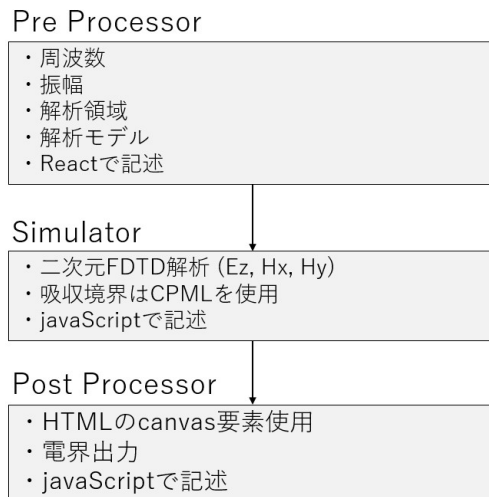 Pre Processor
・周波数
・振幅
・解析領域
・解析モデル
・Reactで記述
Simulator
・二次元FDTD解析 (Ez, Hx, Hy)
・吸収境界はCPMLを使用
・javaScriptで記述
Post Processor
・HTMLのcanvas要素使用
・電界出力
・javaScriptで記述